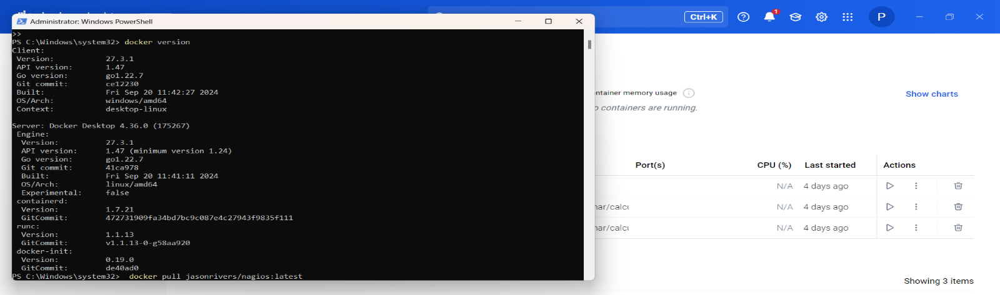 Ctrl+K
1
P
Administrator: Windows PowerShell
>>
PS C:\Windows\system32> docker version
Client:
Version: 27.3.1
API version: 1.47
Go version: go1.22.7
Git commit: ce12230
Built: Fri Sep 20 11:42:27 2024
OS/Arch: windows/amd64
Context: desktop-linux
Server: Docker Desktop 4.36.0 (175267)
Engine:
Version: 27.3.1
API version: 1.47 (minimum version 1.24)
Go version: go1.22.7
Git commit: 41ca978
Built: Fri Sep 20 11:41:11 2024
OS/Arch: linux/amd64
Experimental: false
containerd:
Version: 1.7.21
GitCommit: 472731909fa34bd7bc9c087e4c27943f9835f111
runc:
Version: 1.1.13
GitCommit: v1.1.13-0-g58aa920
docker-init:
Version: 0.19.0
GitCommit: de40ad0
PS C:\Windows\system32> docker pull jasonrivers/nagios:latest
ntainer memory usage
containers are running.
Show charts
Port(s) CPU (%) Last started Actions
N/A 4 days ago
nar/calcu N/A 4 days ago
nar/calcu N/A 4 days ago
Showing 3 items